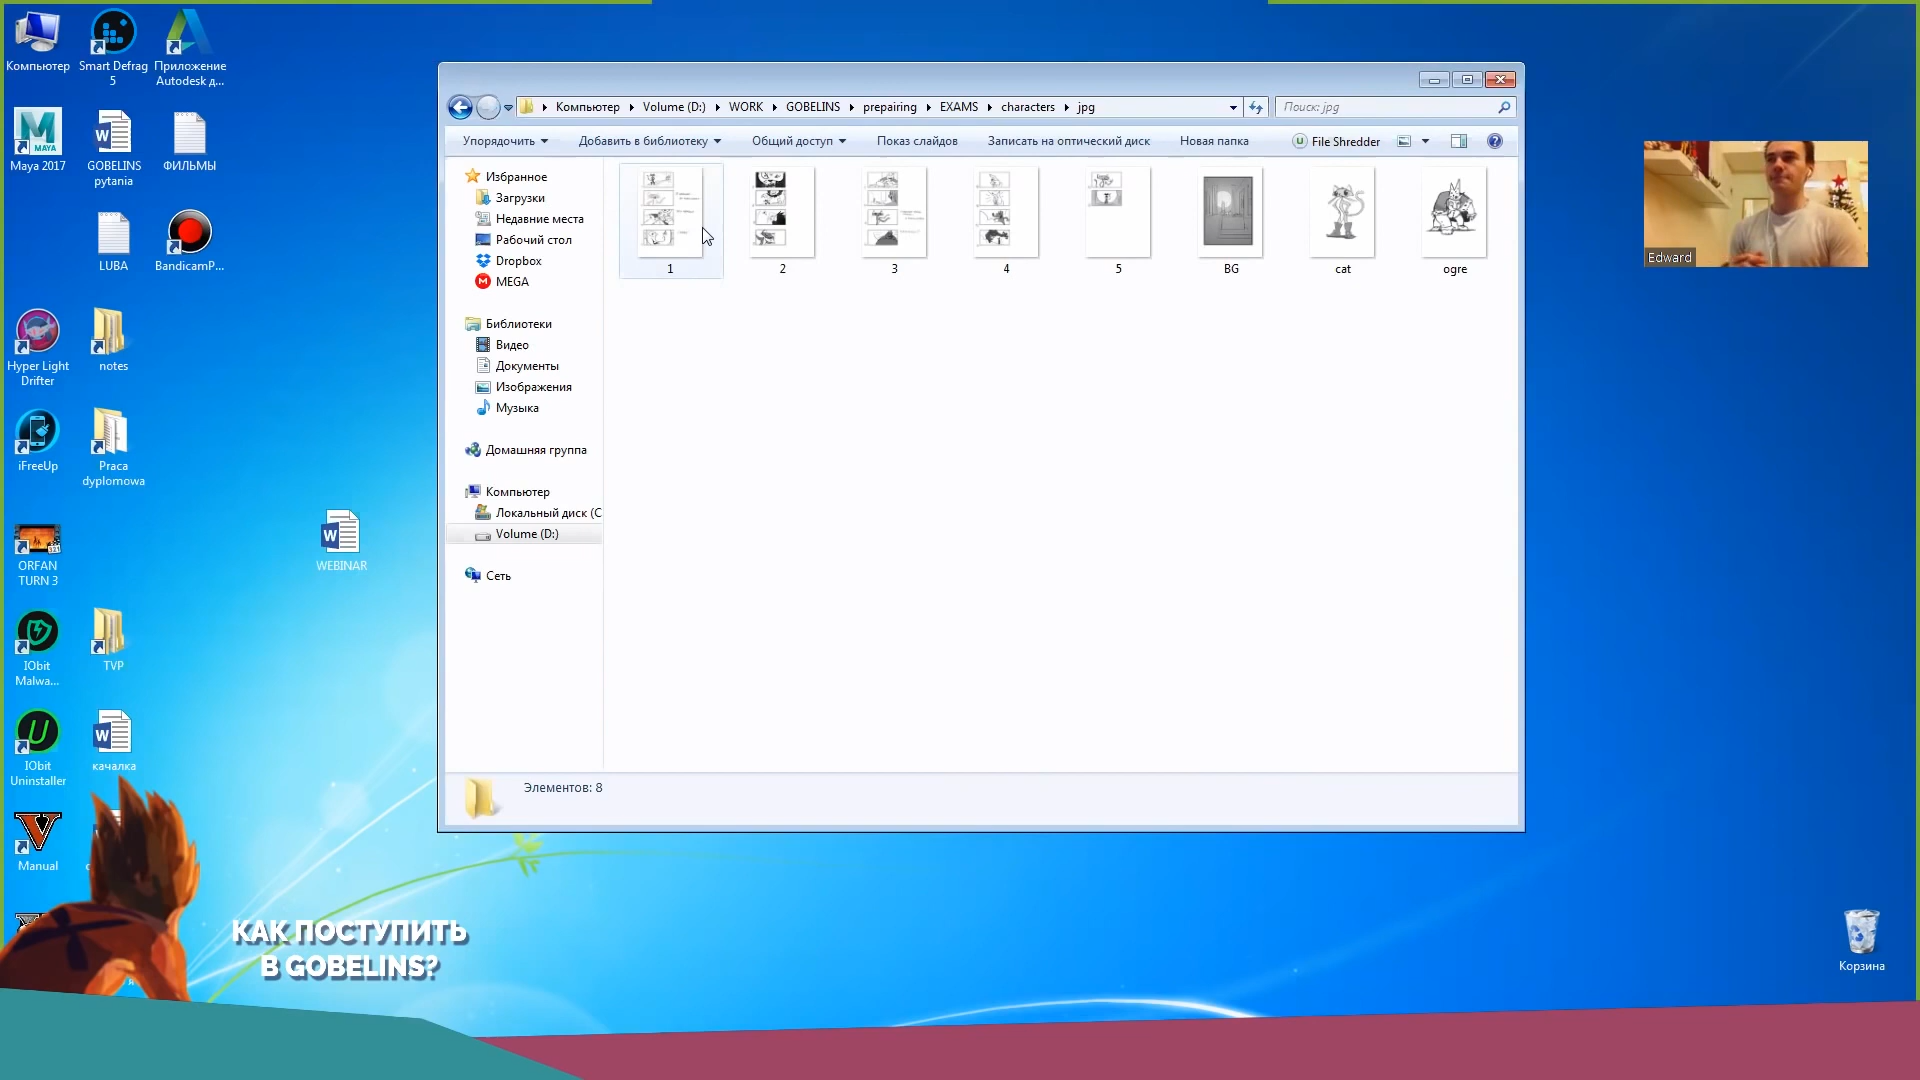 Компьютер
Smart Defrag
5
Приложение
Autodesk д...
MAYA
Maya 2017
GOBELINS
pytania
ФИЛЬМЫ
LUBA
BandicamP...
Hyper Light
Drifter
notes
iFreeUp
Praca
dyplomowa
ORFAN
TURN 3
WEBINAR
IObit
Malwa...
TVP
IObit
Uninstaller
качалка
Manual
КАК ПОСТУПИТЬ
В GOBELINS?
Компьютер
Volume (D:)
WORK
GOBELINS
prepairing
EXAMS
characters
jpg
Поиск: jpg
Упорядочить
Добавить в библиотеку
Общий доступ
Показ слайдов
Записать на оптический диск
Новая папка
File Shredder
Избранное
Загрузки
Недавние места
Рабочий стол
Dropbox
MEGA
Библиотеки
Видео
Документы
Изображения
Музыка
Домашняя группа
Компьютер
Локальный диск (C
Volume (D:)
Сеть
1
2
3
4
5
BG
cat
ogre
Элементов: 8
Edward
Корзина